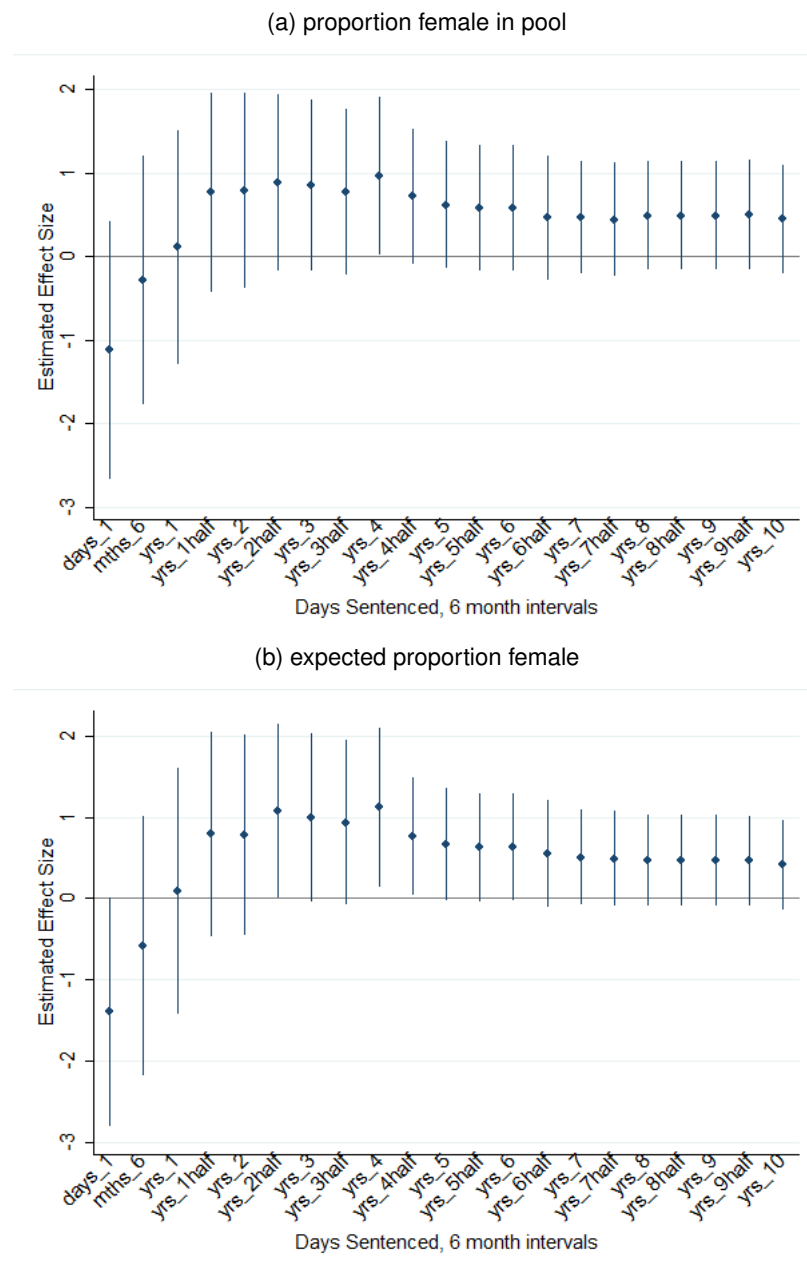 (a) proportion female in pool
Estimated Effect Size
2
1
0
-1
-2
-3
days_1
mths_6
yrs_1
yrs_1half
yrs_2
yrs_2half
yrs_3
yrs_3half
yrs_4
yrs_4half
yrs_5
yrs_5half
yrs_6
yrs_6half
yrs_7
yrs_7half
yrs_8
yrs_8half
yrs_9
yrs_9half
yrs_10
Days Sentenced, 6 month intervals
(b) expected proportion female
Estimated Effect Size
2
1
0
-1
-2
-3
days_1
mths_6
yrs_1
yrs_1half
yrs_2
yrs_2half
yrs_3
yrs_3half
yrs_4
yrs_4half
yrs_5
yrs_5half
yrs_6
yrs_6half
yrs_7
yrs_7half
yrs_8
yrs_8half
yrs_9
yrs_9half
yrs_10
Days Sentenced, 6 month intervals